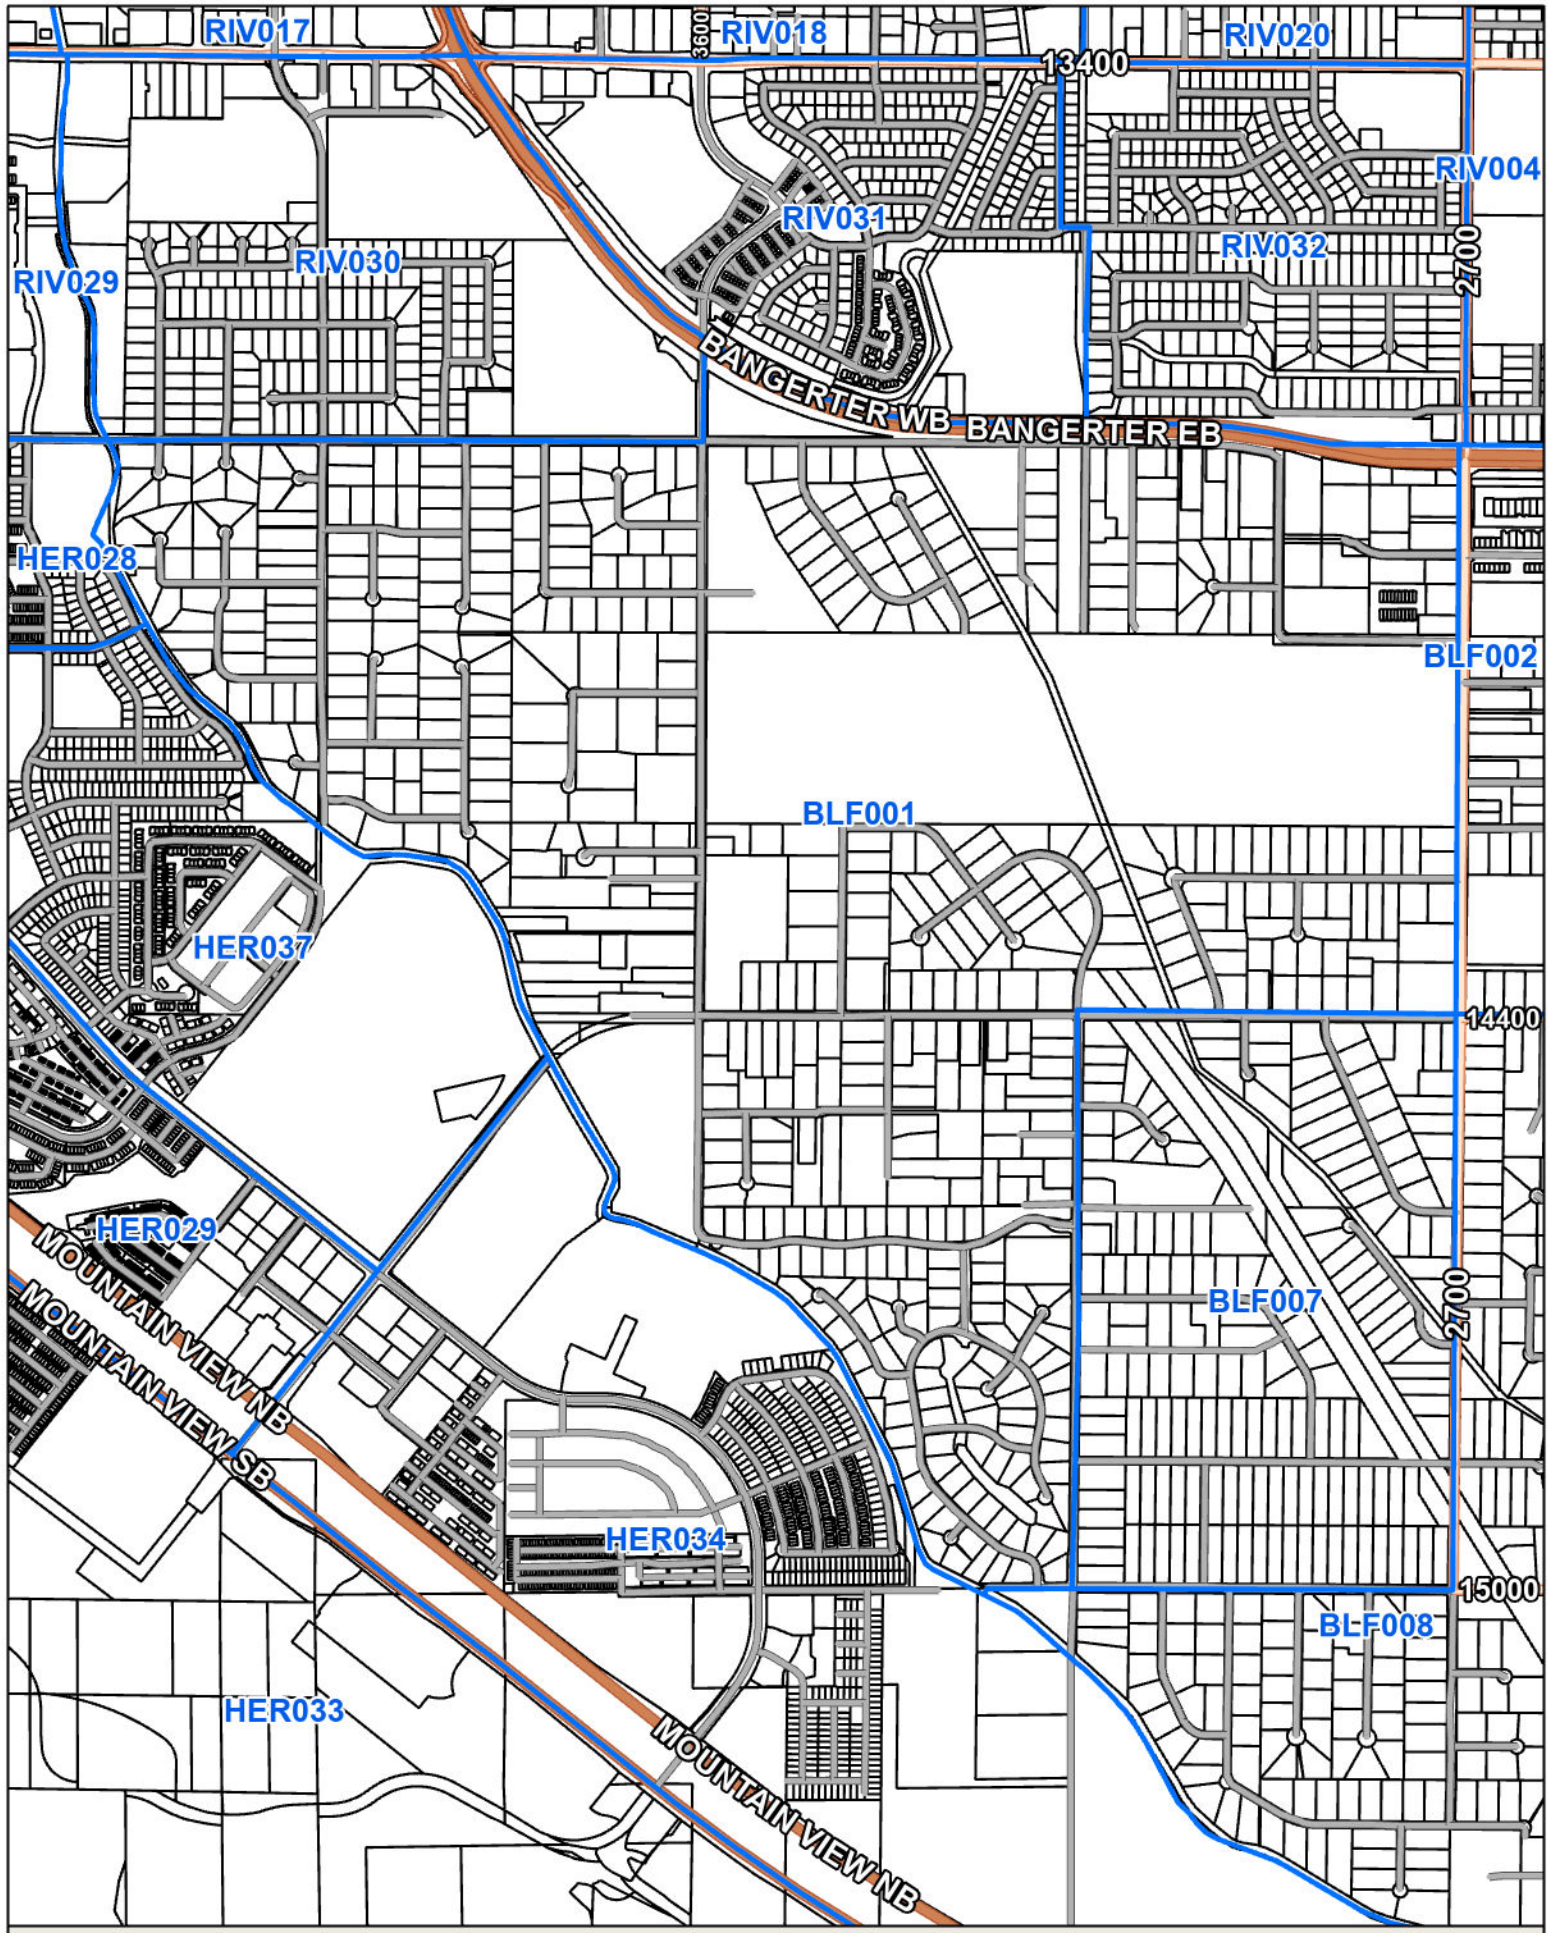 RIV017
3600
RIV018
RIV020
13400
RIV004
RIV031
RIV032
2700
RIV030
RIV029
BANGERTER WB
BANGERTER EB
HER028
BLF002
BLF001
HER037
14400
HER029
MOUNTAIN VIEW NB
MOUNTAIN VIEW SB
BLF007
2700
HER034
15000
BLF008
HER033
MOUNTAIN VIEW NB